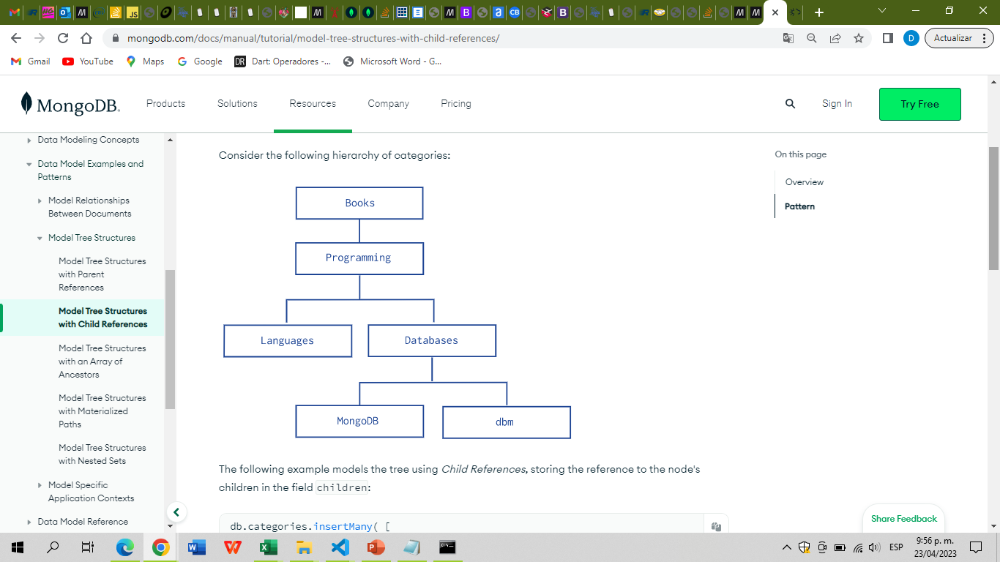 mongodb.com/docs/manual/tutorial/model-tree-structures-with-child-references/
D
Actualizar
Gmail
YouTube
Maps
Google
DR
Dart: Operadores -...
Microsoft Word - G...
MongoDB.
Products
Solutions
Resources
Company
Pricing
Sign In
Try Free
Data Modeling Concepts
Data Model Examples and
Patterns
Model Relationships
Between Documents
Model Tree Structures
Model Tree Structures
with Parent
References
Model Tree Structures
with Child References
Model Tree Structures
with an Array of
Ancestors
Model Tree Structures
with Materialized
Paths
Model Tree Structures
with Nested Sets
Model Specific
Application Contexts
Data Model Reference
Consider the following hierarchy of categories:
Books
Programming
Languages
Databases
MongoDB
dbm
The following example models the tree using Child References, storing the reference to the node's
children in the field children:
db.categories.insertMany( [
On this page
Overview
Pattern
Share Feedback
ESP
9:56 p. m.
23/04/2023